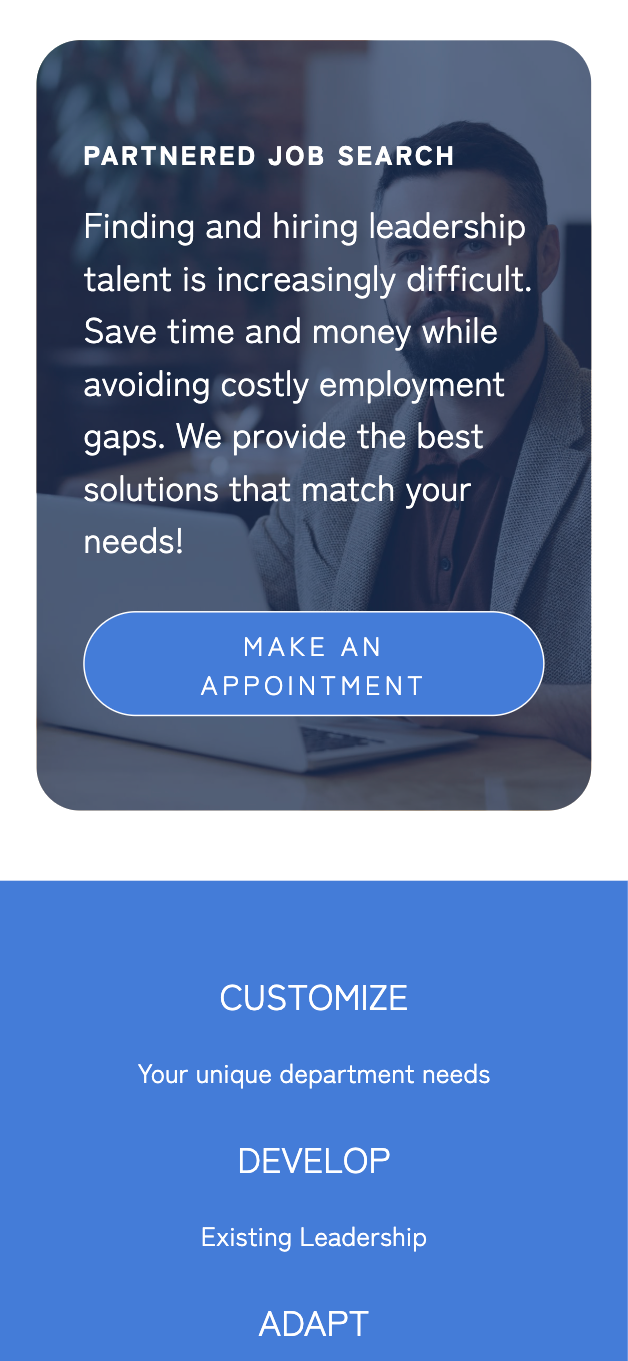 PARTNERED JOB SEARCH
Finding and hiring leadership
talent is increasingly difficult.
Save time and money while
avoiding costly employment
gaps. We provide the best
solutions that match your
needs!
MAKE AN
APPOINTMENT
CUSTOMIZE
Your unique department needs
DEVELOP
Existing Leadership
ADAPT